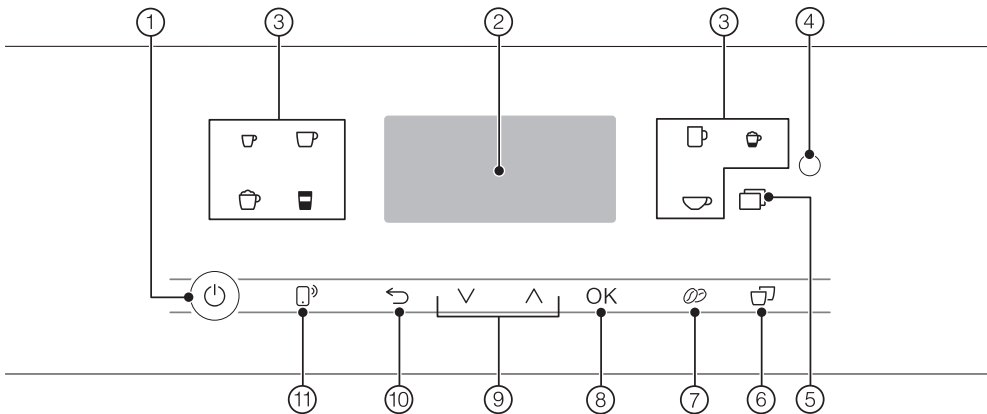 ① ③ ② ③ ④
OK
⑪ ⑩ ⑨ ⑧ ⑦ ⑥ ⑤